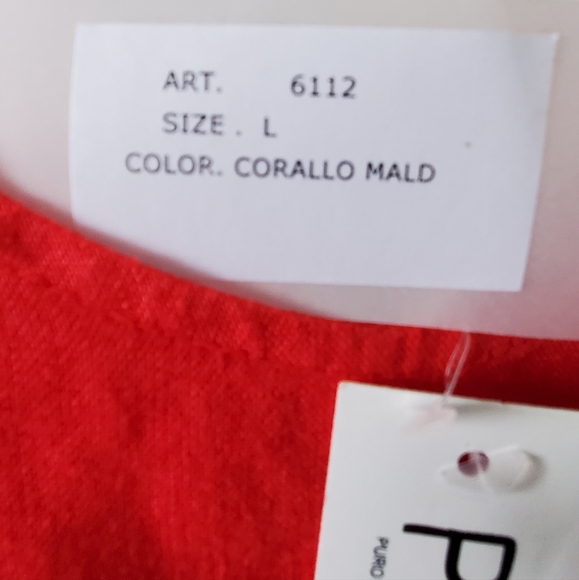 ART. 6112
SIZE . L
COLOR. CORALLO MALD
P
PURO